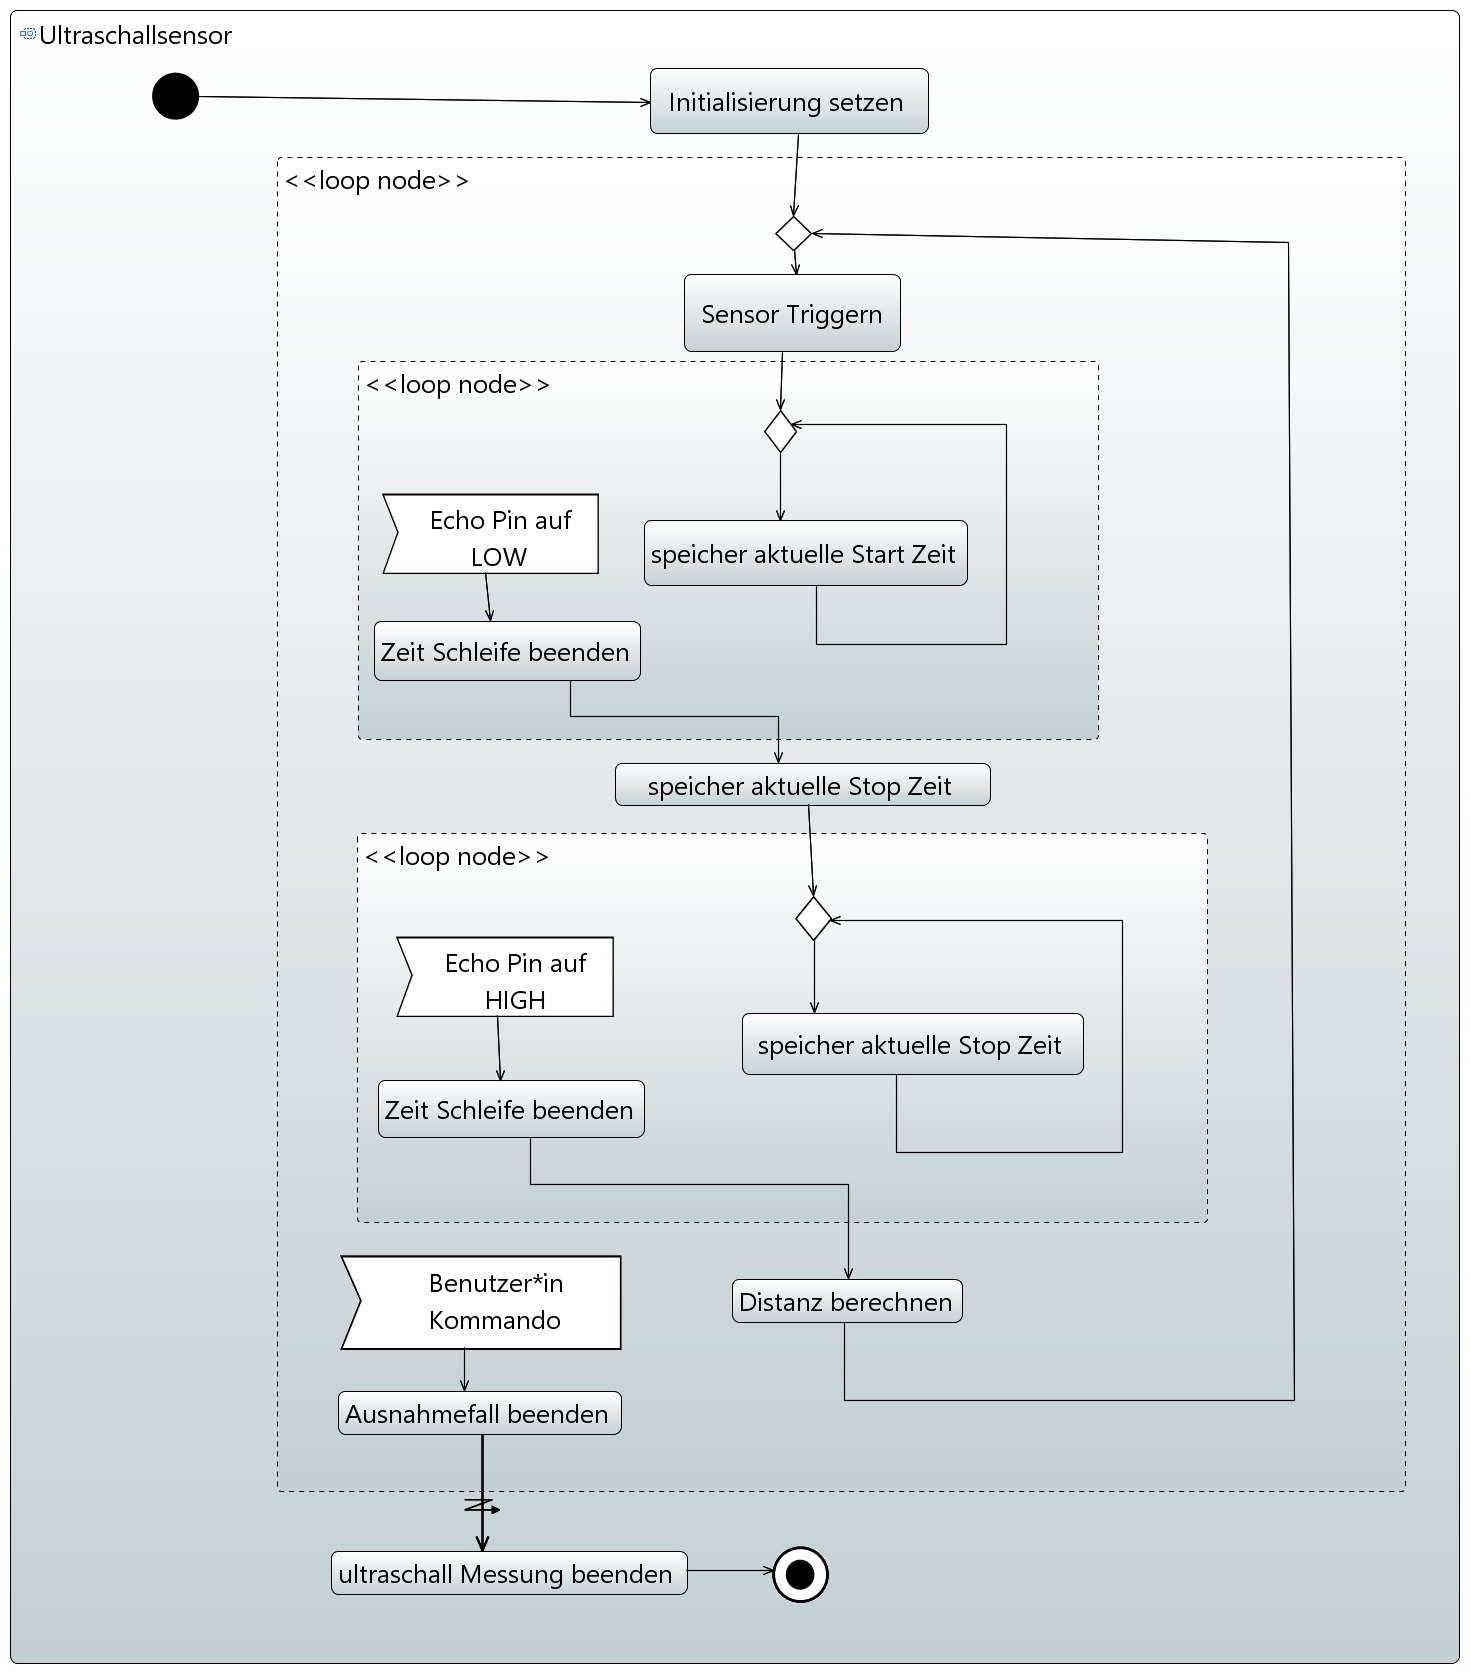 Ultraschallsensor
Initialisierung setzen
<<loop node>>
Sensor Triggern
<<loop node>>
Echo Pin auf
LOW
speicher aktuelle Start Zeit
Zeit Schleife beenden
speicher aktuelle Stop Zeit
<<loop node>>
Echo Pin auf
HIGH
speicher aktuelle Stop Zeit
Zeit Schleife beenden
Benutzer*in
Kommando
Distanz berechnen
Ausnahmefall beenden
ultraschall Messung beenden